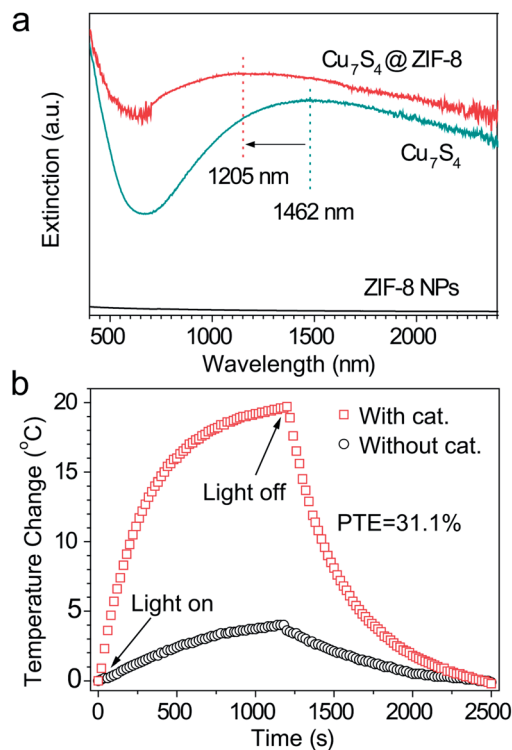 a
Extinction (a.u.)
Cu₇S₄@ZIF-8
Cu₇S₄
1205 nm
1462 nm
ZIF-8 NPs
500 1000 1500 2000
Wavelength (nm)
b
Temperature Change (°C)
20
15
10
5
0
With cat.
Without cat.
Light off
PTE=31.1%
Light on
0 500 1000 1500 2000 2500
Time (s)